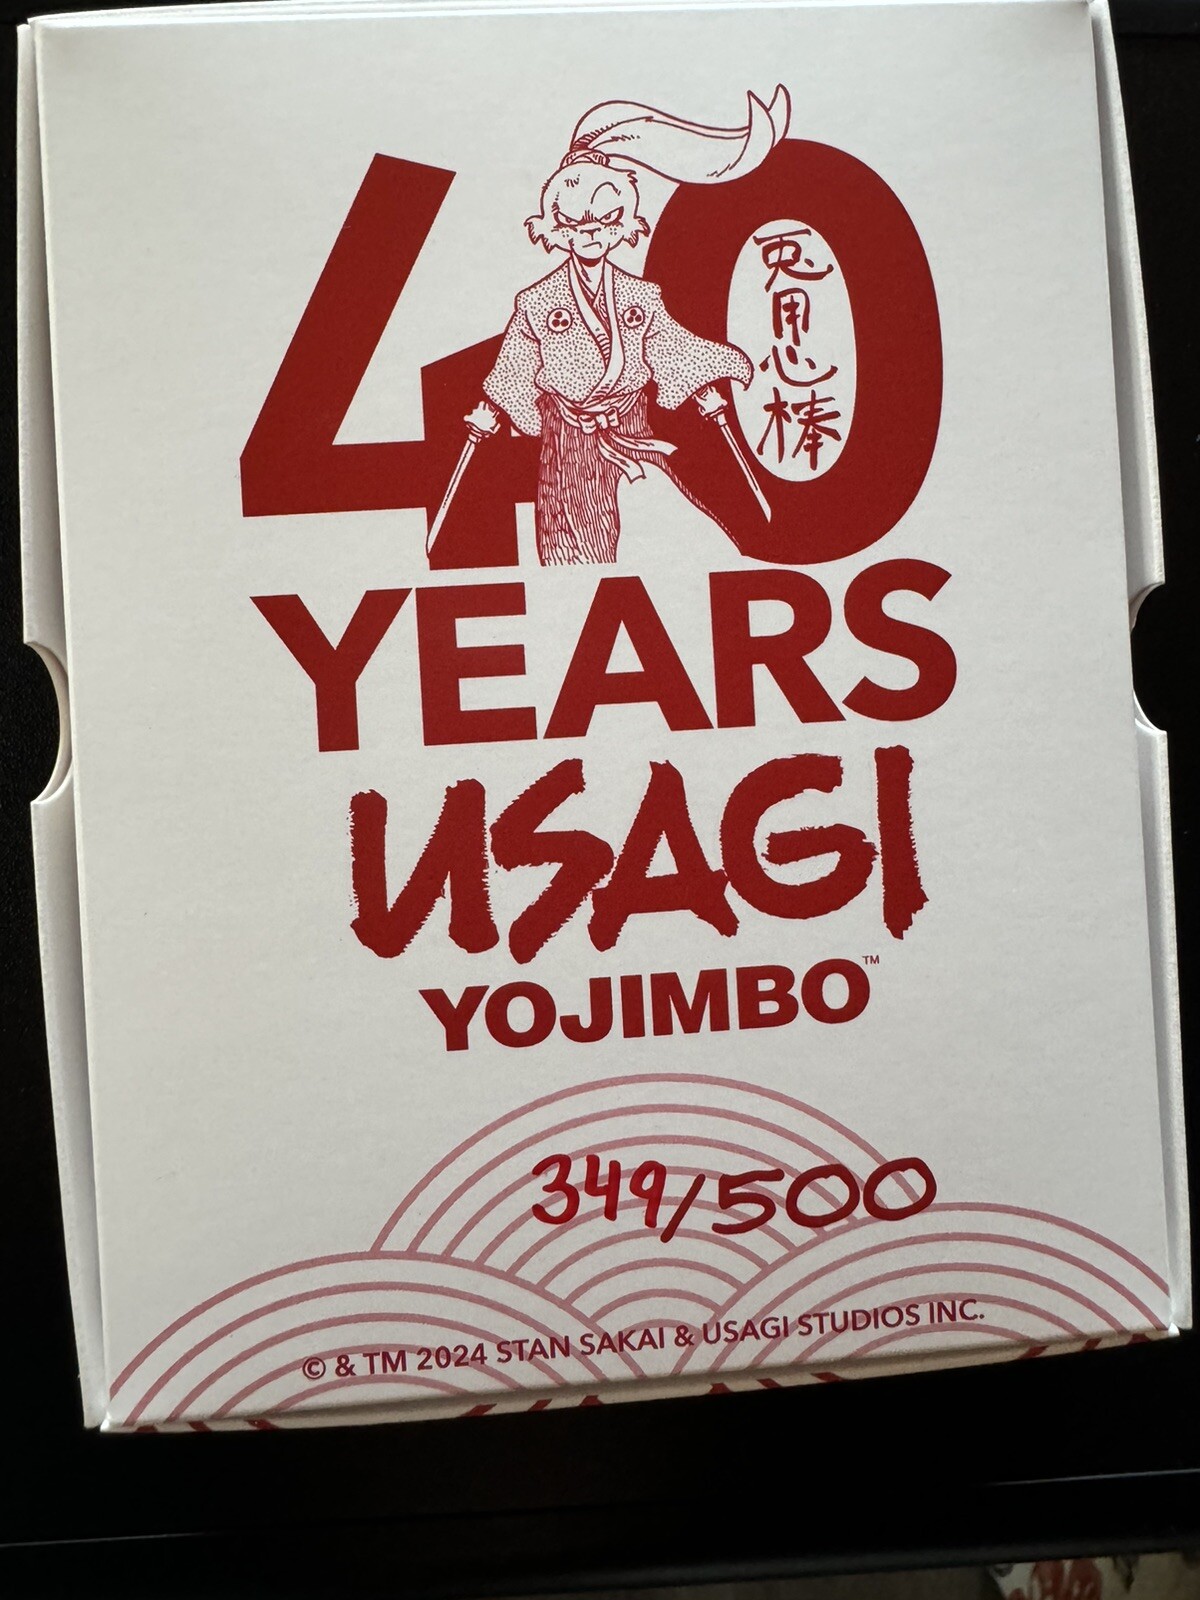 40
兎用心棒
YEARS
USAGI
YOJIMBO™
349/500
© & TM 2024 STAN SAKAI & USAGI STUDIOS INC.